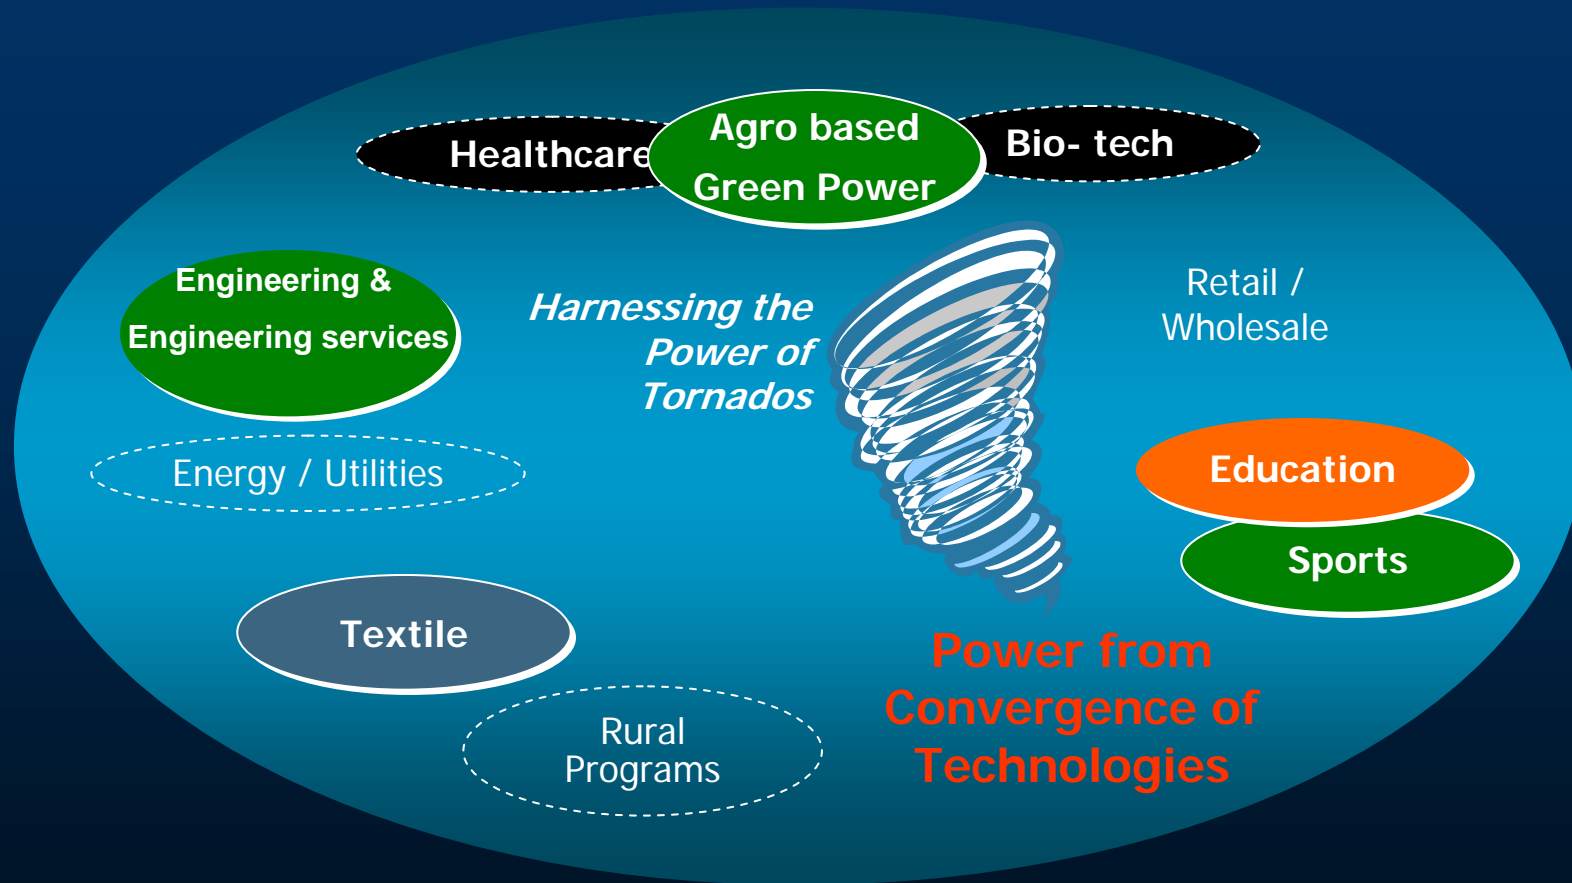 Healthcare
Agro based
Green Power
Bio- tech
Engineering &
Engineering services
Harnessing the
Power of
Tornados
Retail /
Wholesale
Energy / Utilities
Education
Sports
Textile
Rural
Programs
Power from
Convergence of
Technologies